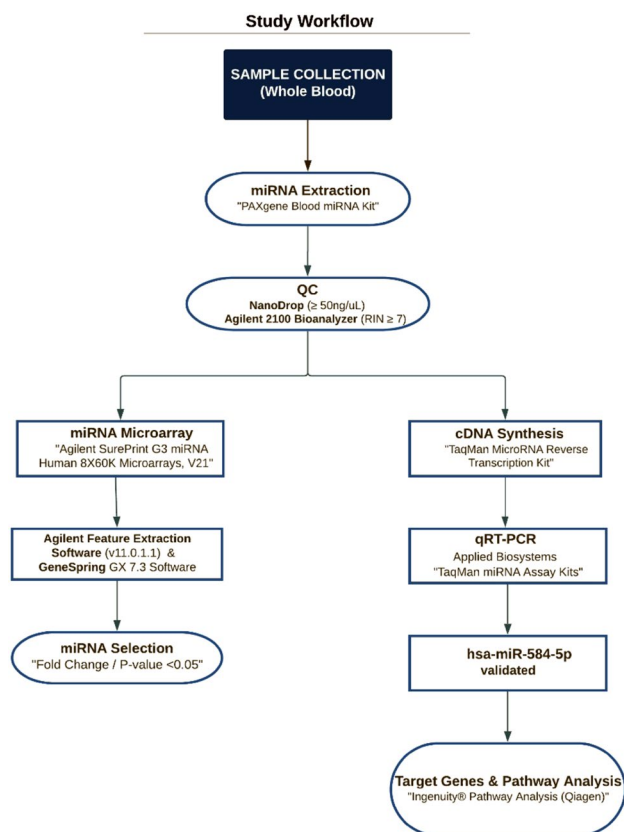 Study Workflow
SAMPLE COLLECTION
(Whole Blood)
miRNA Extraction
"PAXgene Blood miRNA Kit"
QC
NanoDrop (≥ 50ng/uL)
Agilent 2100 Bioanalyzer (RIN ≥ 7)
miRNA Microarray
"Agilent SurePrint G3 miRNA
Human 8X60K Microarrays, V21"
Agilent Feature Extraction
Software (v11.0.1.1) &
GeneSpring GX 7.3 Software
miRNA Selection
"Fold Change / P-value <0.05"
cDNA Synthesis
"TaqMan MicroRNA Reverse
Transcription Kit"
qRT-PCR
Applied Biosystems
"TaqMan miRNA Assay Kits"
hsa-miR-584-5p
validated
Target Genes & Pathway Analysis
"Ingenuity® Pathway Analysis (Qiagen)"